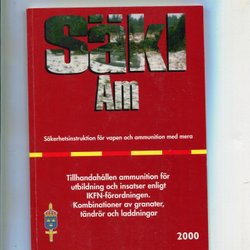 SäkI
Am
Säkerhetsinstruktion för vapen och ammunition med mera
Tillhandahållen ammunition för
utbildning och insatser enligt
IKFN-förordningen.
Kombinationer av granater,
tändrör och laddningar
2000